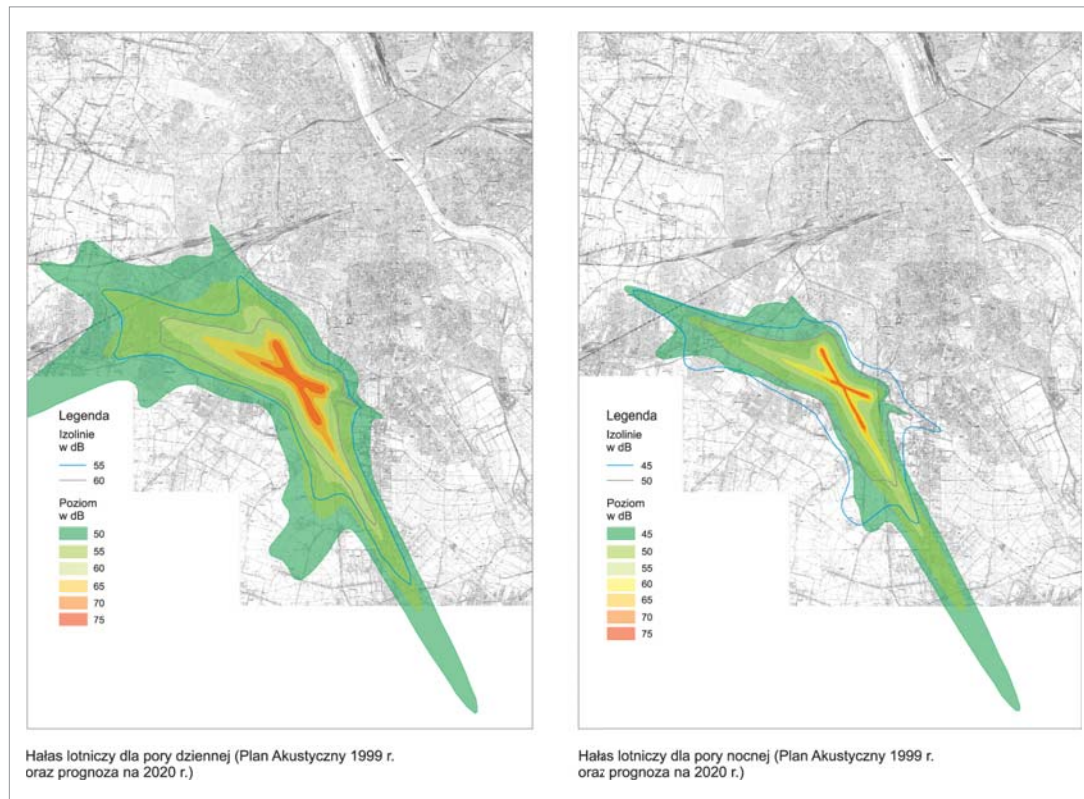 Legenda
Izolinie
w dB
55
60
Poziom
w dB
50
55
60
65
70
75
Hałas lotniczy dla pory dziennej (Plan Akustyczny 1999 r.
oraz prognoza na 2020 r.)
Legenda
Izolinie
w dB
45
50
Poziom
w dB
45
50
55
60
65
70
75
Hałas lotniczy dla pory nocnej (Plan Akustyczny 1999 r.
oraz prognoza na 2020 r.)